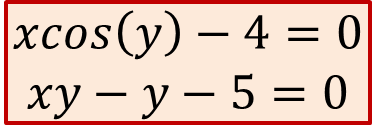 xcos(y) − 4 = 0
xy − y − 5 = 0